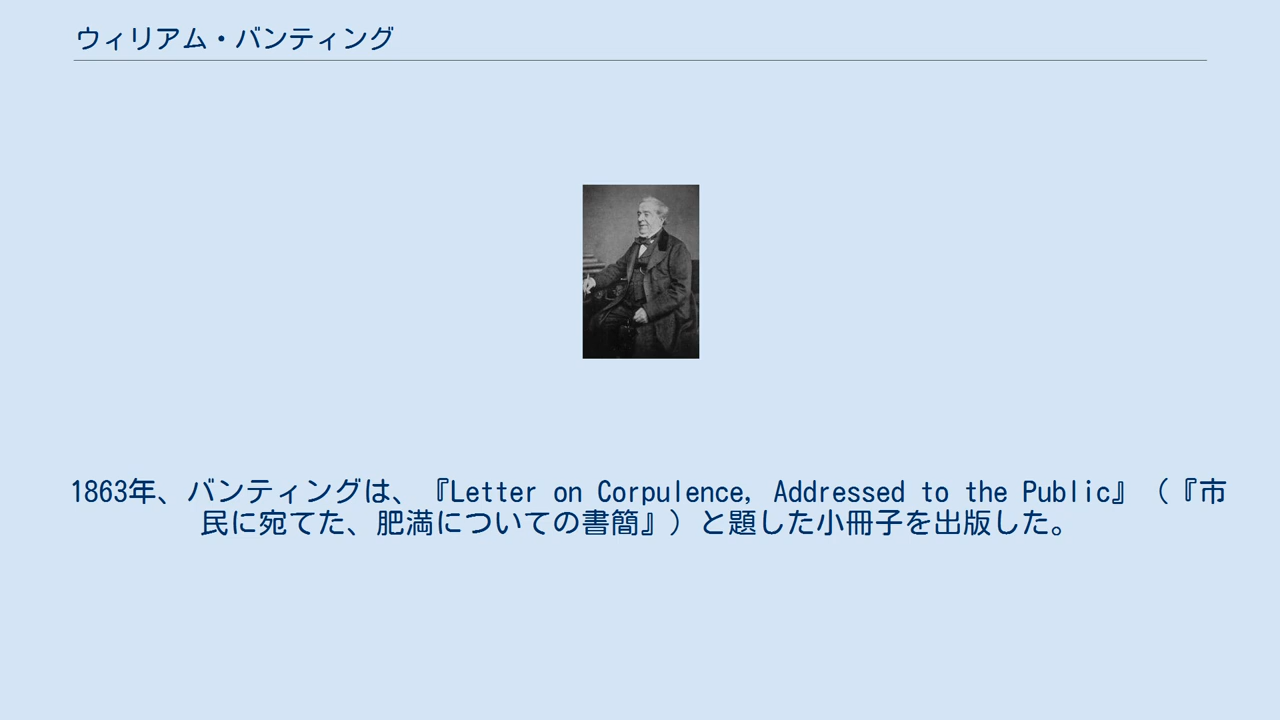 ウィリアム・バンティング
1863年、バンティングは、『Letter on Corpulence, Addressed to the Public』（『市
民に宛てた、肥満についての書簡』）と題した小冊子を出版した。